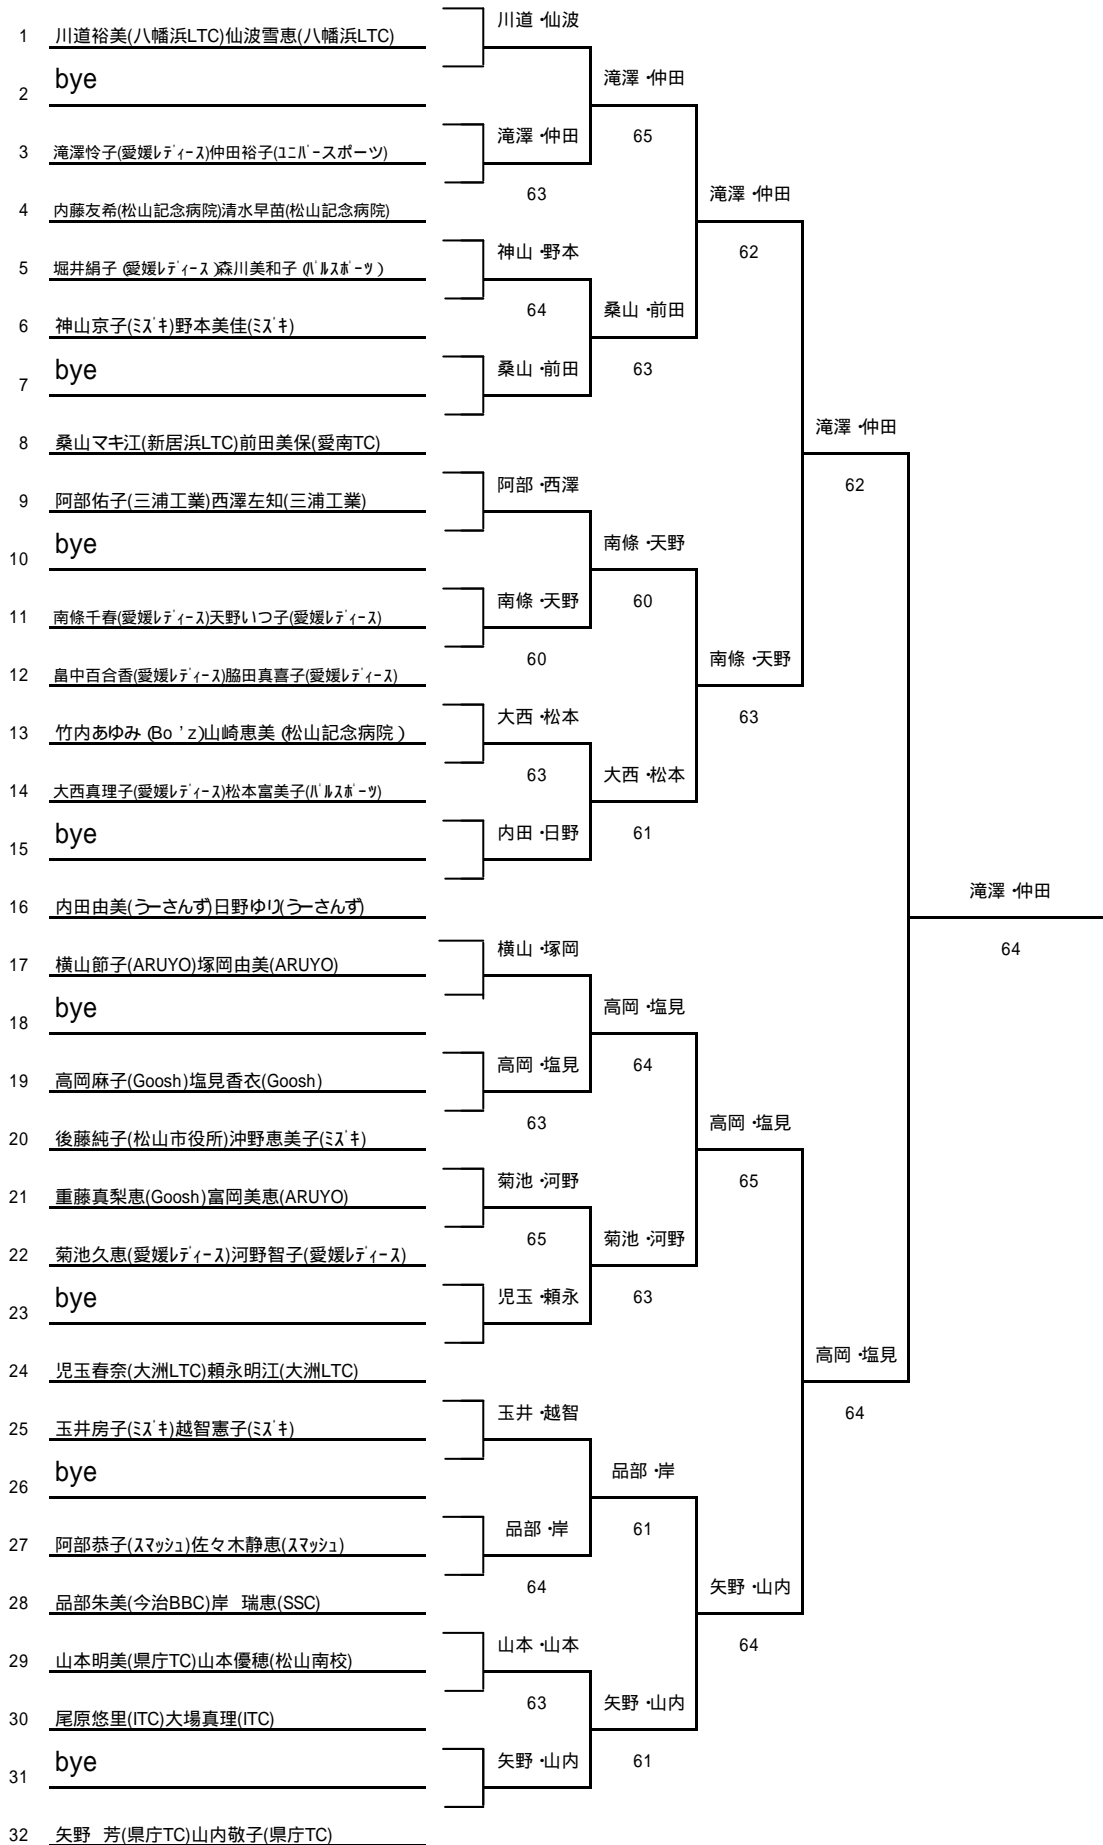 1 川道裕美(八幡浜LTC)仙波雪恵(八幡浜LTC)
2 bye
3 滝澤怜子(愛媛ﾚﾃﾞｨｰｽ)仲田裕子(ﾕﾆﾊﾞｰスポーツ)
4 内藤友希(松山記念病院)清水早苗(松山記念病院)
5 堀井絹子(愛媛ﾚﾃﾞｨｰｽ)森川美和子(ﾊﾟﾙｽﾎﾟｰﾂ)
6 神山京子(ﾐｽﾞｷ)野本美佳(ﾐｽﾞｷ)
7 bye
8 桑山マキ江(新居浜LTC)前田美保(愛南TC)
9 阿部佑子(三浦工業)西澤左知(三浦工業)
10 bye
11 南條千春(愛媛ﾚﾃﾞｨｰｽ)天野いつ子(愛媛ﾚﾃﾞｨｰｽ)
12 畠中百合香(愛媛ﾚﾃﾞｨｰｽ)脇田真喜子(愛媛ﾚﾃﾞｨｰｽ)
13 竹内あゆみ(Bo'z)山崎恵美(松山記念病院)
14 大西真理子(愛媛ﾚﾃﾞｨｰｽ)松本富美子(ﾊﾟﾙｽﾎﾟｰﾂ)
15 bye
16 内田由美(うーさんず)日野ゆり(うーさんず)
17 横山節子(ARUYO)塚岡由美(ARUYO)
18 bye
19 高岡麻子(Goosh)塩見香衣(Goosh)
20 後藤純子(松山市役所)沖野恵美子(ﾐｽﾞｷ)
21 重藤真梨恵(Goosh)富岡美恵(ARUYO)
22 菊池久恵(愛媛ﾚﾃﾞｨｰｽ)河野智子(愛媛ﾚﾃﾞｨｰｽ)
23 bye
24 児玉春奈(大洲LTC)頼永明江(大洲LTC)
25 玉井房子(ﾐｽﾞｷ)越智憲子(ﾐｽﾞｷ)
26 bye
27 阿部恭子(ｽﾏｯｼｭ)佐々木静恵(ｽﾏｯｼｭ)
28 品部朱美(今治BBC)岸 瑞恵(SSC)
29 山本明美(県庁TC)山本優穂(松山南校)
30 尾原悠里(ITC)大場真理(ITC)
31 bye
32 矢野 芳(県庁TC)山内敬子(県庁TC)
川道・仙波
滝澤・仲田
63
神山・野本
64
桑山・前田
阿部・西澤
南條・天野
60
大西・松本
63
内田・日野
横山・塚岡
高岡・塩見
63
菊池・河野
65
児玉・頼永
玉井・越智
品部・岸
64
山本・山本
63
矢野・山内
滝澤・仲田
65
桑山・前田
63
南條・天野
60
大西・松本
61
高岡・塩見
64
菊池・河野
63
品部・岸
61
矢野・山内
61
滝澤・仲田
62
南條・天野
63
高岡・塩見
65
矢野・山内
64
滝澤・仲田
62
高岡・塩見
64
滝澤・仲田
64